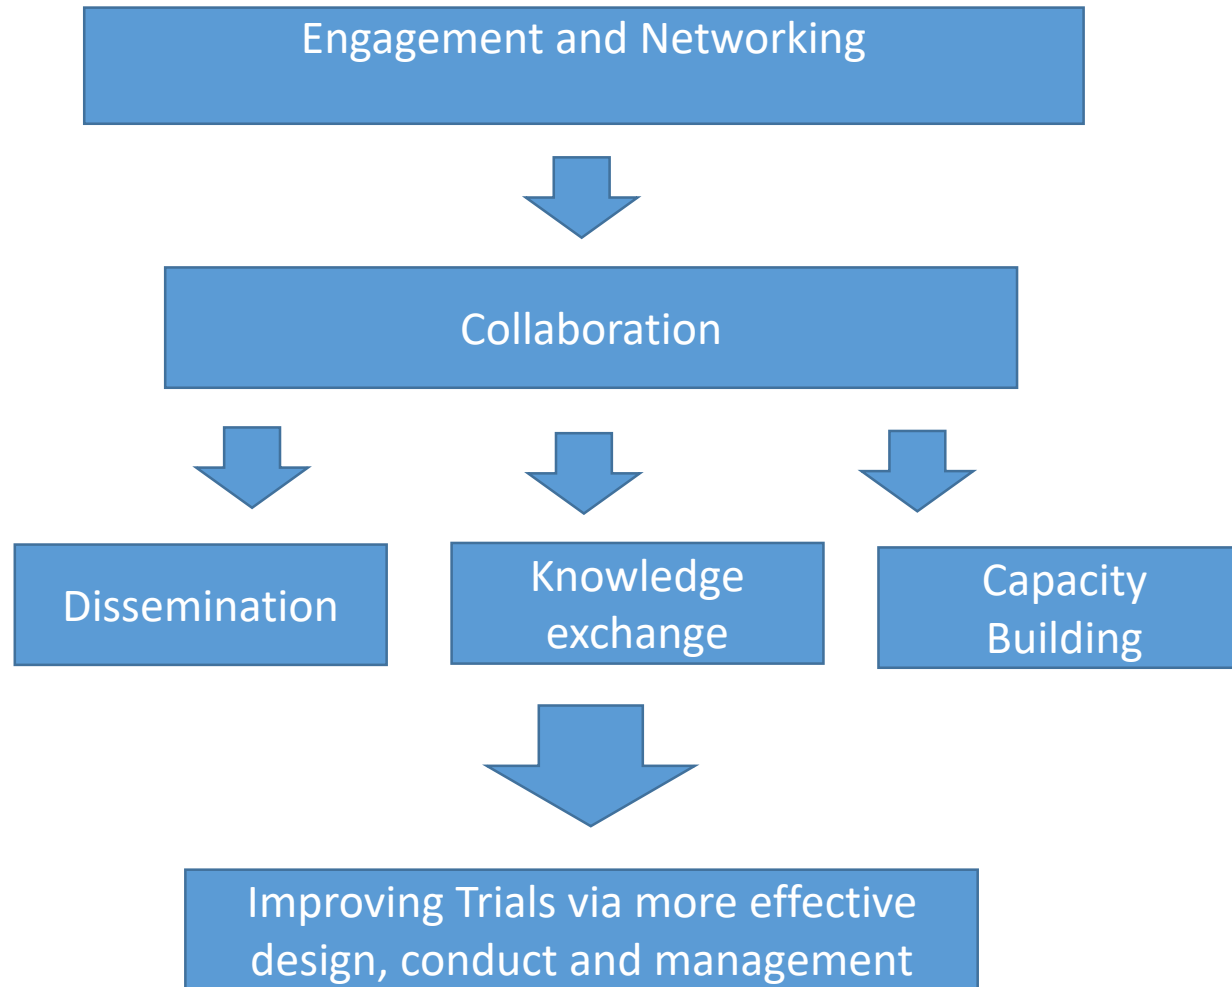 Engagement and Networking
Collaboration
Dissemination
Knowledge
exchange
Capacity
Building
Improving Trials via more effective
design, conduct and management